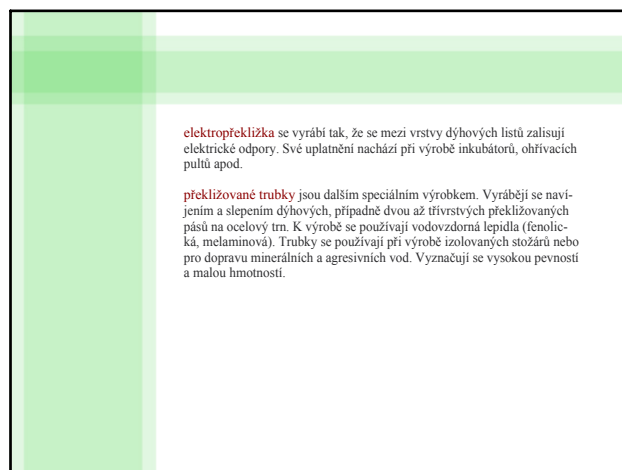 elektropřekližka se vyrábí tak, že se mezi vrstvy dýhových listů zalisují
elektrické odpory. Své uplatnění nachází při výrobě inkubátorů, ohřívacích
pultů apod.
překližované trubky jsou dalším speciálním výrobkem. Vyrábějí se naví-
jením a slepením dýhových, případně dvou až třívrstvých překližovaných
pásů na ocelový trn. K výrobě se používají vodovzdorná lepidla (fenolic-
ká, melaminová). Trubky se používají při výrobě izolovaných stožárů nebo
pro dopravu minerálních a agresivních vod. Vyznačují se vysokou pevností
a malou hmotností.